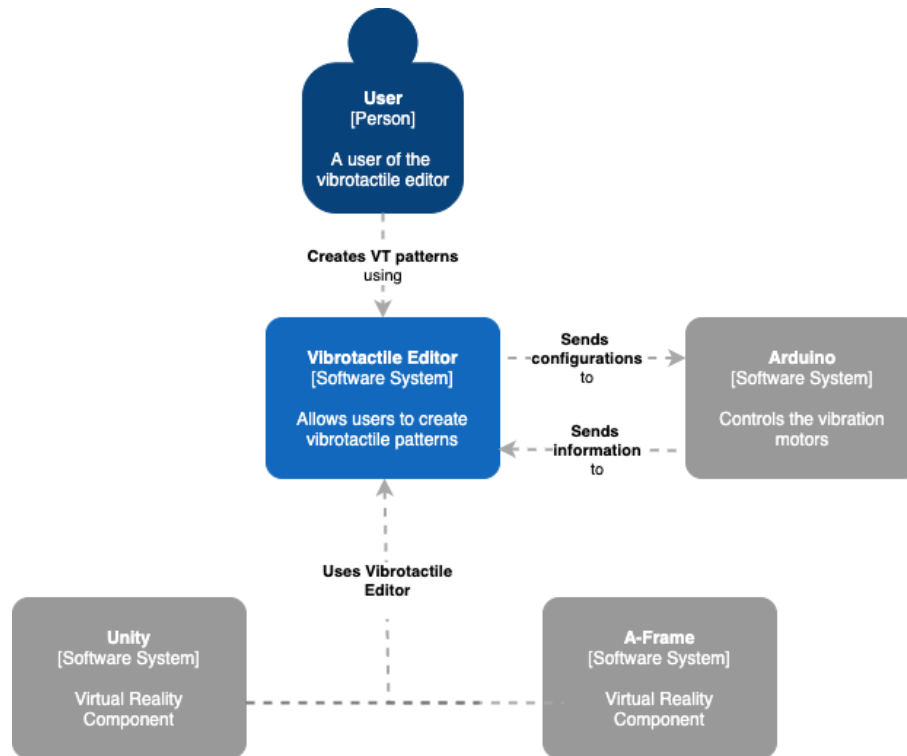 User
[Person]
A user of the
vibrotactile editor
Creates VT patterns
using
Vibrotactile Editor
[Software System]
Allows users to create
vibrotactile patterns
Sends
configurations
to
Arduino
[Software System]
Controls the vibration
motors
Sends
information
to
Uses Vibrotactile
Editor
Unity
[Software System]
Virtual Reality
Component
A-Frame
[Software System]
Virtual Reality
Component